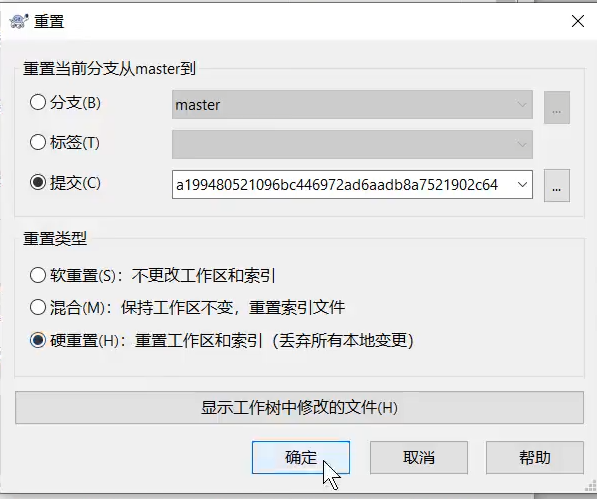 重置
重置当前分支从master到
分支(B)
master
...
标签(T)
提交(C)
a199480521096bc446972ad6aadb8a7521902c64
...
重置类型
软重置(S): 不更改工作区和索引
混合(M): 保持工作区不变，重置索引文件
硬重置(H): 重置工作区和索引（丢弃所有本地变更）
显示工作树中修改的文件(H)
确定 取消 帮助